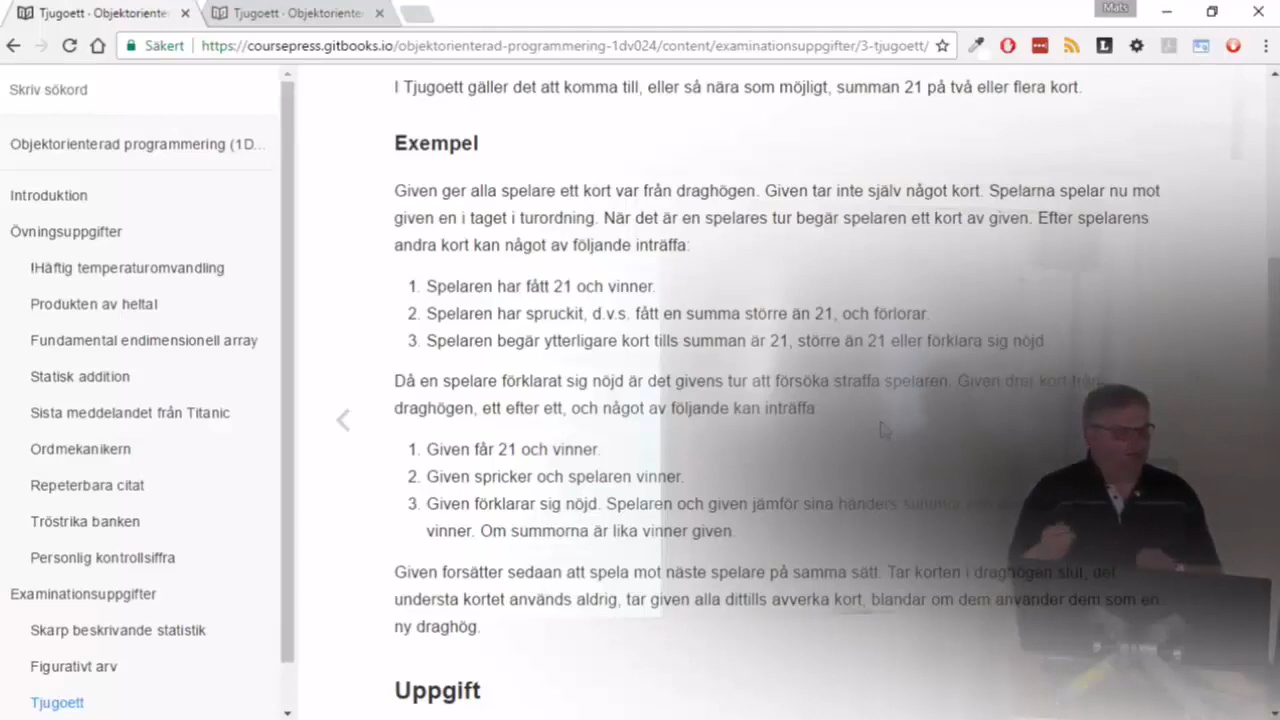 Tjugoett · Objektoriente
Tjugoett · Objektoriente
Mats
Säkert
https://coursepress.gitbooks.io/objektorienterad-programmering-1dv024/content/examinationsuppgifter/3-tjugoett/
Skriv sökord
Objektorienterad programmering (1D...
Introduktion
Övningsuppgifter
!Häftig temperaturomvandling
Produkten av heltal
Fundamental endimensionell array
Statisk addition
Sista meddelandet från Titanic
Ordmekanikern
Repeterbara citat
Tröstrika banken
Personlig kontrollsiffra
Examinationsuppgifter
Skarp beskrivande statistik
Figurativt arv
Tjugoett
I Tjugoett gäller det att komma till, eller så nära som möjligt, summan 21 på två eller flera kort.
Exempel
Given ger alla spelare ett kort var från draghögen. Given tar inte själv något kort. Spelarna spelar nu mot
given en i taget i turordning. När det är en spelares tur begär spelaren ett kort av given. Efter spelarens
andra kort kan något av följande inträffa:
1. Spelaren har fått 21 och vinner.
2. Spelaren har spruckit, d.v.s. fått en summa större än 21, och förlorar.
3. Spelaren begär ytterligare kort tills summan är 21, större än 21 eller förklara sig nöjd.
Då en spelare förklarat sig nöjd är det givens tur att försöka straffa spelaren. Given drar kort från
draghögen, ett efter ett, och något av följande kan inträffa
1. Given får 21 och vinner.
2. Given spricker och spelaren vinner.
3. Given förklarar sig nöjd. Spelaren och given jämför sina händers summor
vinner. Om summorna är lika vinner given.
Given forsätter sedaan att spela mot näste spelare på samma sätt. Tar korten i draghögen slut, det
understa kortet används aldrig, tar given alla dittills avverka kort, blandar om dem använder dem som en
ny draghög.
Uppgift